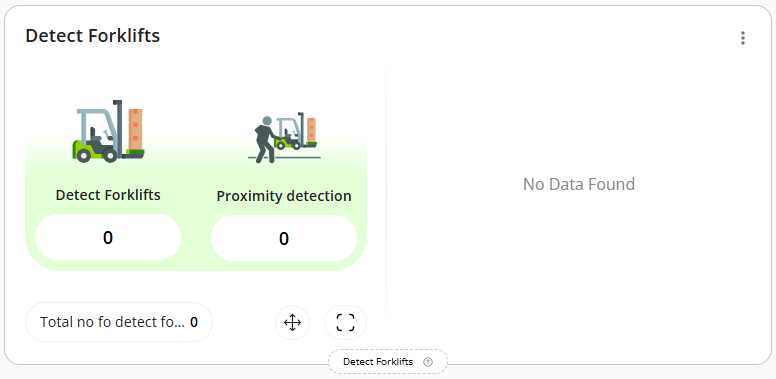 Detect Forklifts
Detect Forklifts
Proximity detection
0
0
No Data Found
Total no fo detect fo... 0
Detect Forklifts